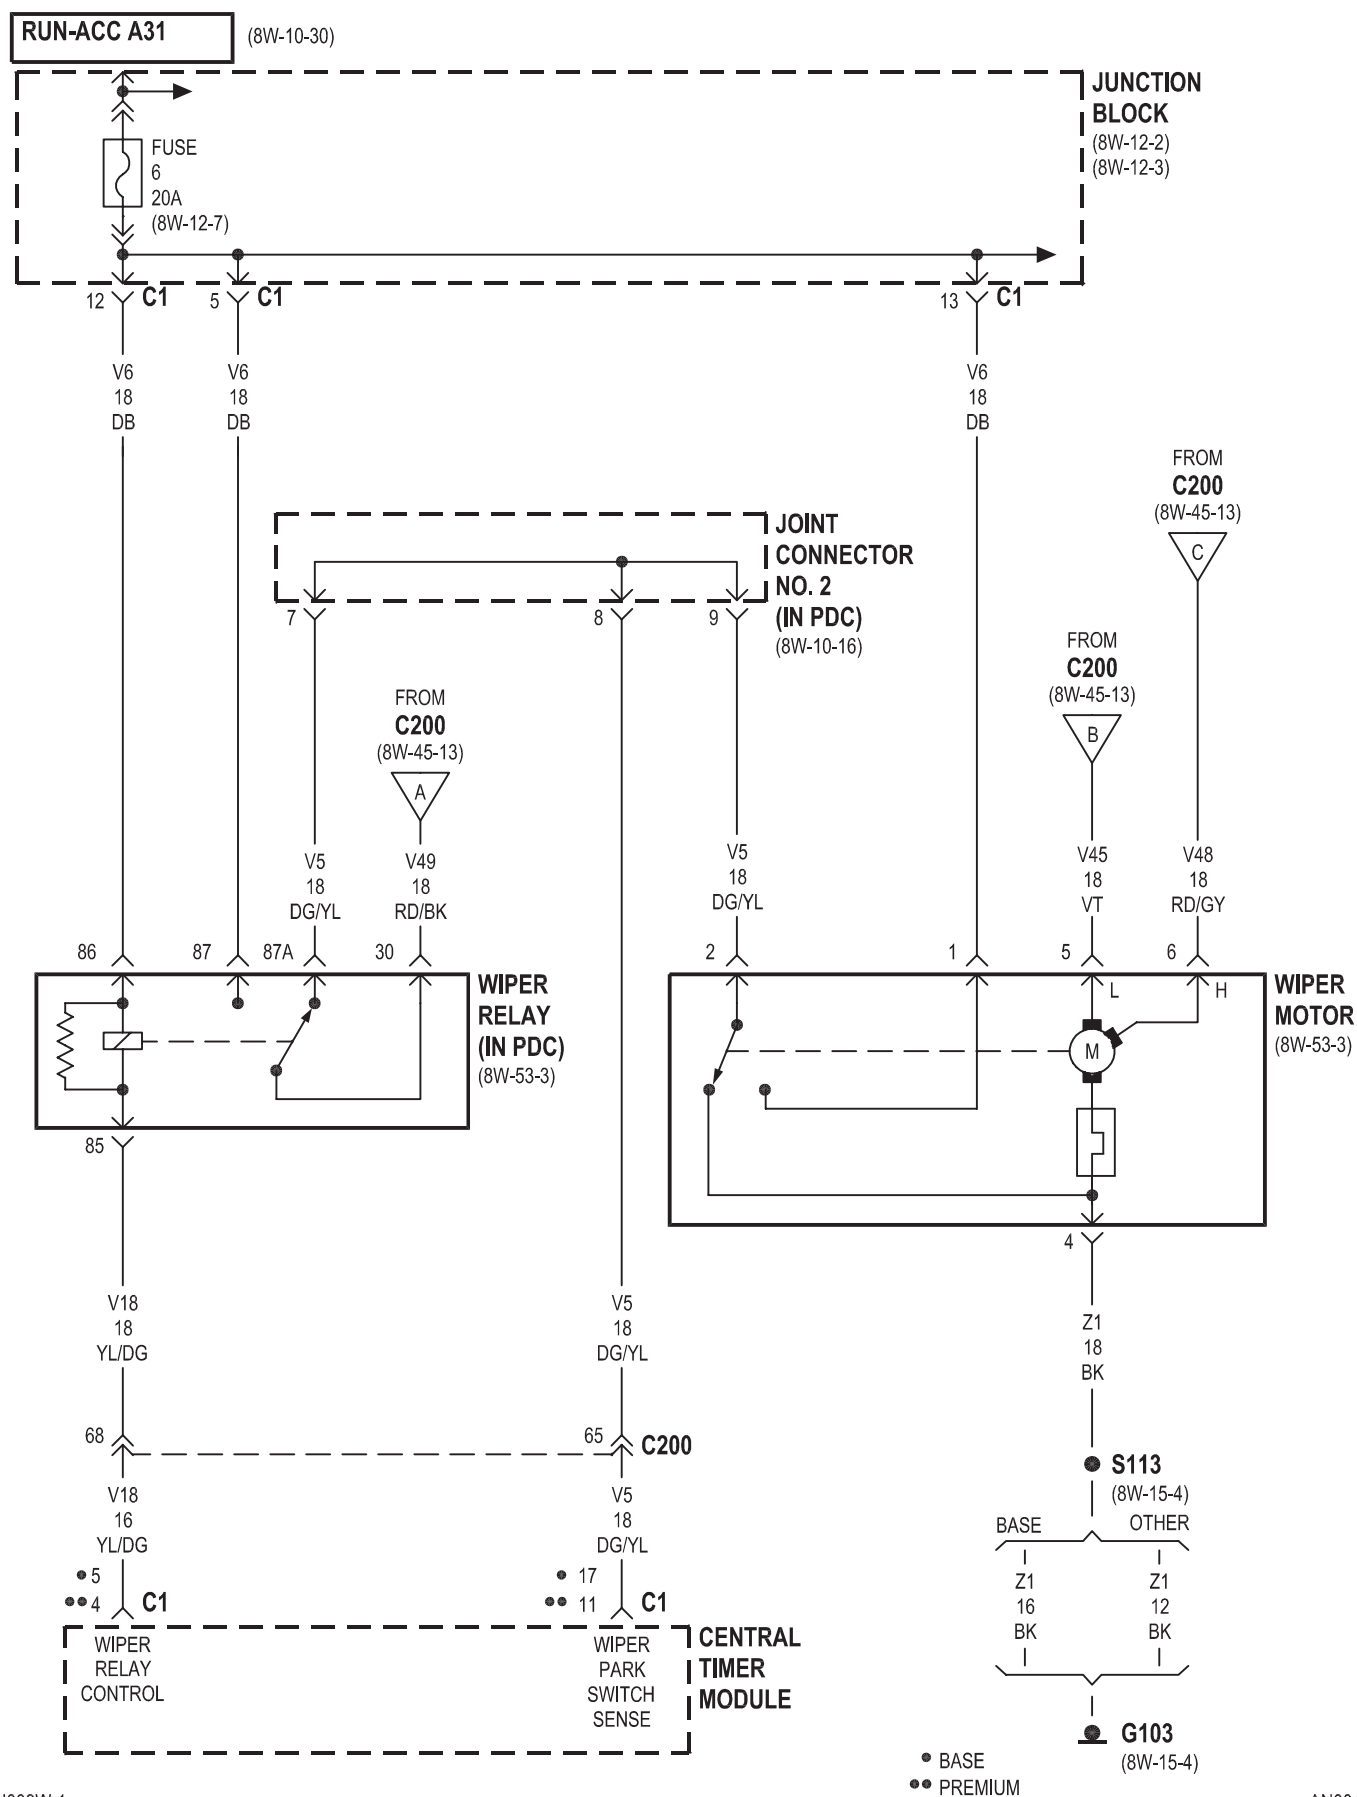 RUN-ACC A31
(8W-10-30)
JUNCTION
BLOCK
(8W-12-2)
(8W-12-3)
FUSE
6
20A
(8W-12-7)
12 C1
5 C1
13 C1
V6
18
DB
V6
18
DB
V6
18
DB
FROM
C200
(8W-45-13)
C
JOINT
CONNECTOR
NO. 2
(IN PDC)
(8W-10-16)
7
8
9
FROM
C200
(8W-45-13)
B
FROM
C200
(8W-45-13)
A
V5
18
DG/YL
V49
18
RD/BK
V5
18
DG/YL
V45
18
VT
V48
18
RD/GY
86
87
87A
30
2
1
5
6
WIPER
RELAY
(IN PDC)
(8W-53-3)
L
H
M
WIPER
MOTOR
(8W-53-3)
85
4
V18
18
YL/DG
V5
18
DG/YL
Z1
18
BK
68
65
C200
S113
(8W-15-4)
V18
16
YL/DG
V5
18
DG/YL
BASE
OTHER
Z1
16
BK
Z1
12
BK
• 5
•• 4
C1
• 17
•• 11
C1
WIPER
RELAY
CONTROL
WIPER
PARK
SWITCH
SENSE
CENTRAL
TIMER
MODULE
G103
(8W-15-4)
• BASE
•• PREMIUM